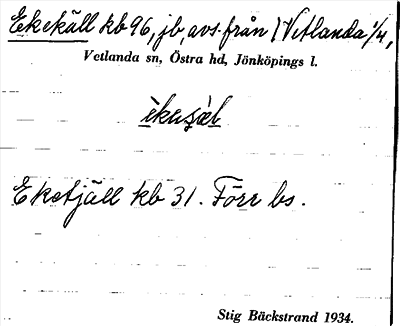 Ekekäll kb 96, jb, avs. från 1 Vetlanda 1/4,
Vetlanda sn, Östra hd, Jönköpings l.
Eketjäll kb 31. Förr bs.
Stig Bäckstrand 1934.